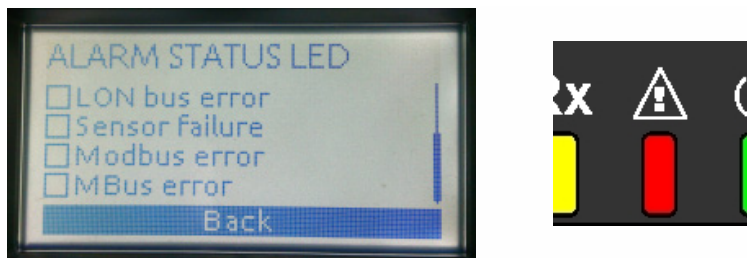 ALARM STATUS LED
LON bus error
Sensor failure
Modbus error
MBus error
Back
Rx
!